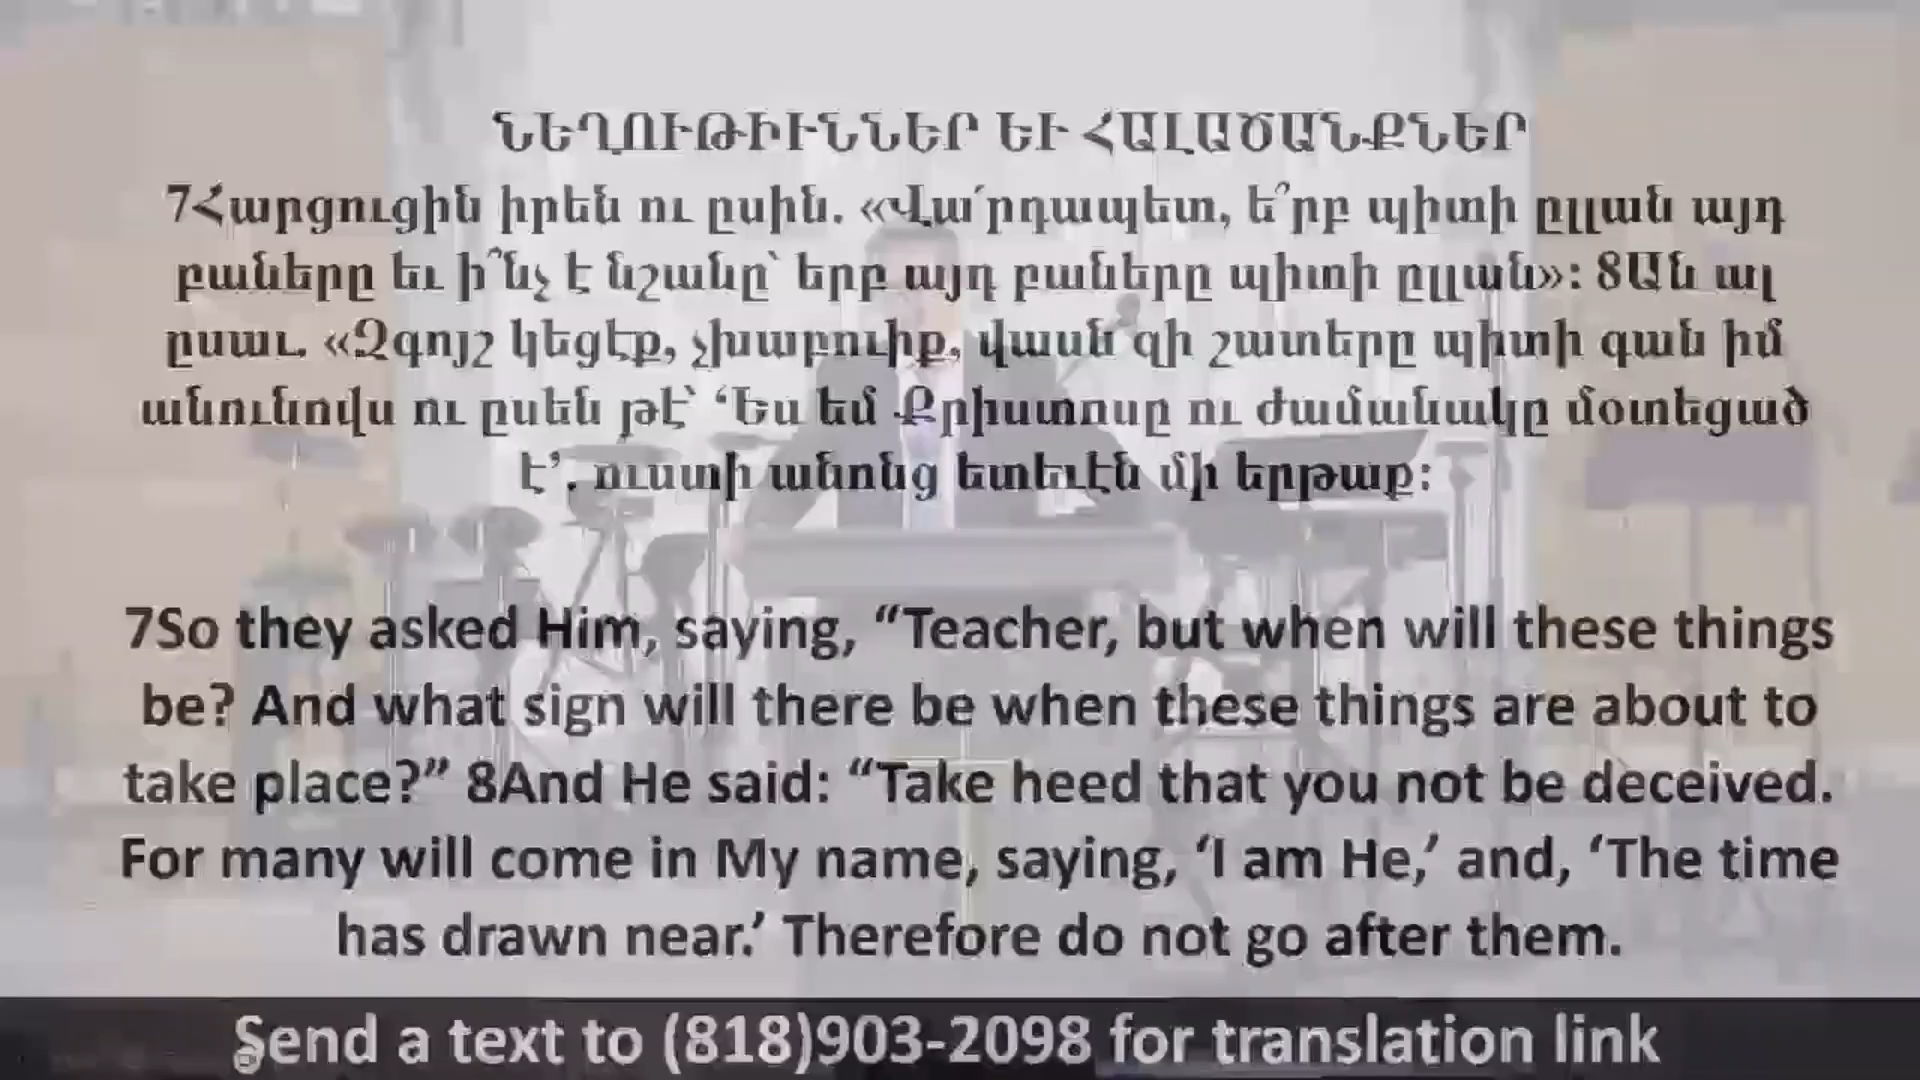 ՆԵՂՈՒԹԻՒՆՆԵՐ ԵՒ ՀԱԼԱԾԱՆՔՆԵՐ
7Հարցուցին իրեն ու ըսին. «Վա՛րդապետ, ե՞րբ պիտի ըլլան այդ
բաները եւ ի՞նչ է նշանը՝ երբ այդ բաները պիտի ըլլան»: 8Ան ալ
ըսաւ. «Զգոյշ կեցէք, չխաբուիք, վասն զի շատերը պիտի գան իմ
անունովս ու ըսեն թէ՝ ‘Ես եմ Քրիստոսը ու ժամանակը մօտեցած
է’. ուստի անոնց ետեւէն մի երթաք:
7So they asked Him, saying, “Teacher, but when will these things
be? And what sign will there be when these things are about to
take place?” 8And He said: “Take heed that you not be deceived.
For many will come in My name, saying, ‘I am He,’ and, ‘The time
has drawn near.’ Therefore do not go after them.
Send a text to (818)903-2098 for translation link